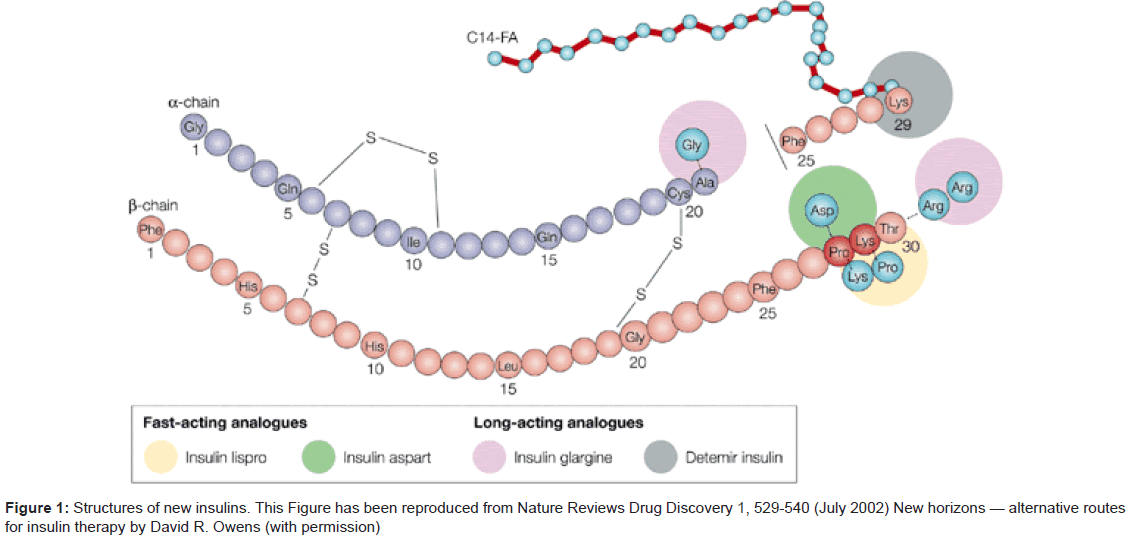 C14-FA
α-chain
Gly
1
Gln
5
S
S
Ile
10
Gln
15
Cys
20
Ala
Gly
Phe
25
Lys
29
β-chain
Phe
1
His
5
S
S
His
10
Leu
15
S
S
Gly
20
Phe
25
Asp
Pro
Lys
Thr
30
Lys
Pro
Arg
Arg
Fast-acting analogues
Long-acting analogues
Insulin lispro
Insulin aspart
Insulin glargine
Detemir insulin
Figure 1: Structures of new insulins. This Figure has been reproduced from Nature Reviews Drug Discovery 1, 529-540 (July 2002) New horizons — alternative routes
for insulin therapy by David R. Owens (with permission)